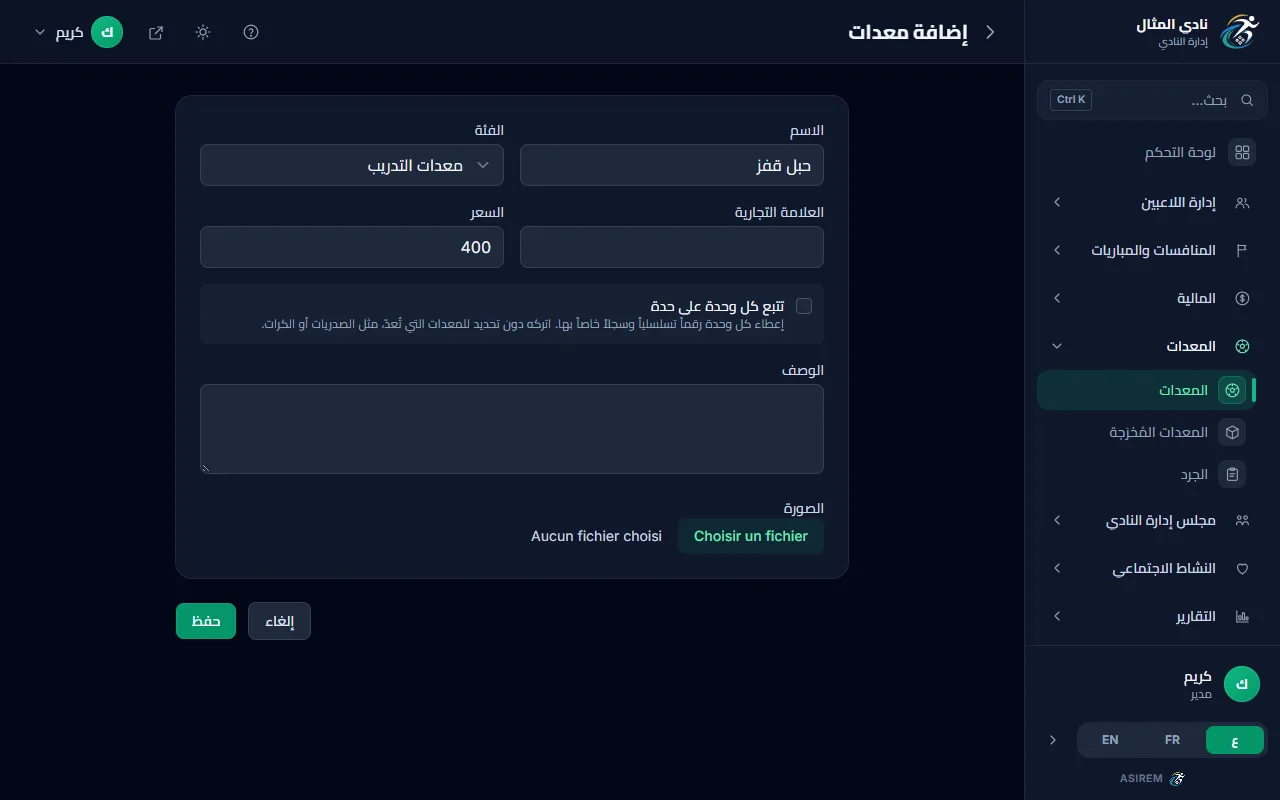 نادي المثال
إدارة النادي
بحث...
Ctrl K
لوحة التحكم
إدارة اللاعبين
المنافسات والمباريات
المالية
المعدات
المعدات
المعدات المُخرَجة
الجرد
مجلس إدارة النادي
النشاط الاجتماعي
التقارير
ك
كريم
مدير
ع
FR
EN
ASIREM
إضافة معدات
ك
كريم
الاسم
حبل قفز
الفئة
معدات التدريب
العلامة التجارية
السعر
400
تتبع كل وحدة على حدة
إعطاء كل وحدة رقماً تسلسلياً وسجلاً خاصاً بها. اتركه دون تحديد للمعدات التي تُعدّ، مثل الصدريات أو الكرات.
الوصف
الصورة
Choisir un fichier
Aucun fichier choisi
إلغاء
حفظ